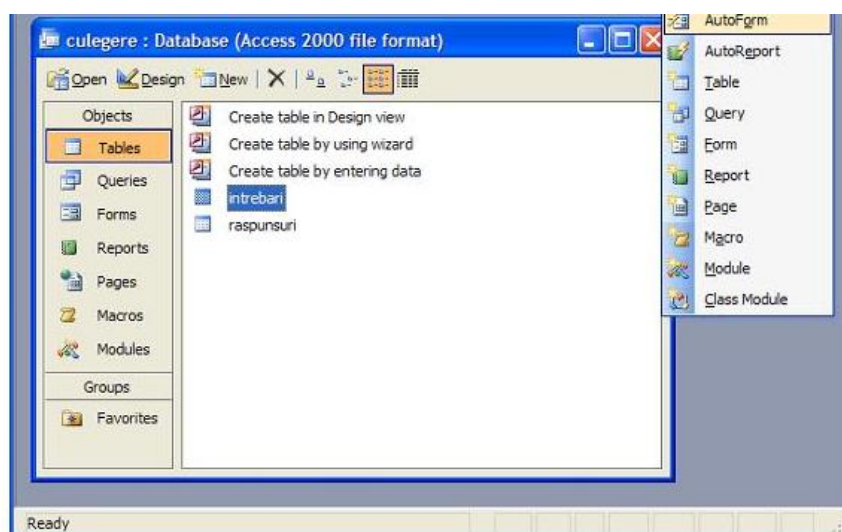 culegere : Database (Access 2000 file format)
Open Design New
Objects
Tables
Queries
Forms
Reports
Pages
Macros
Modules
Groups
Favorites
Create table in Design view
Create table by using wizard
Create table by entering data
intrebari
raspunsuri
AutoForm
AutoReport
Table
Query
Form
Report
Page
Macro
Module
Class Module
Ready